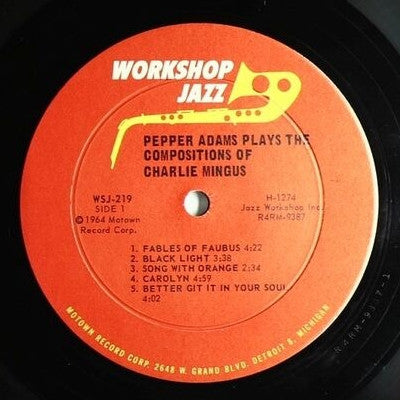 WORKSHOP
JAZZ
PEPPER ADAMS PLAYS THE
COMPOSITIONS OF
CHARLIE MINGUS
WSJ-219
SIDE 1
℗1964 Motown
Record Corp.
H-1274
Jazz Workshop Inc.
R4RM-9387
1. FABLES OF FAUBUS 4:22
2. BLACK LIGHT 3:38
3. SONG WITH ORANGE 2:34
4. CAROLYN 4:59
5. BETTER GIT IT IN YOUR SOUL
4:02
MOTOWN RECORD CORP. 2648 W. GRAND BLVD. DETROIT 8, MICHIGAN